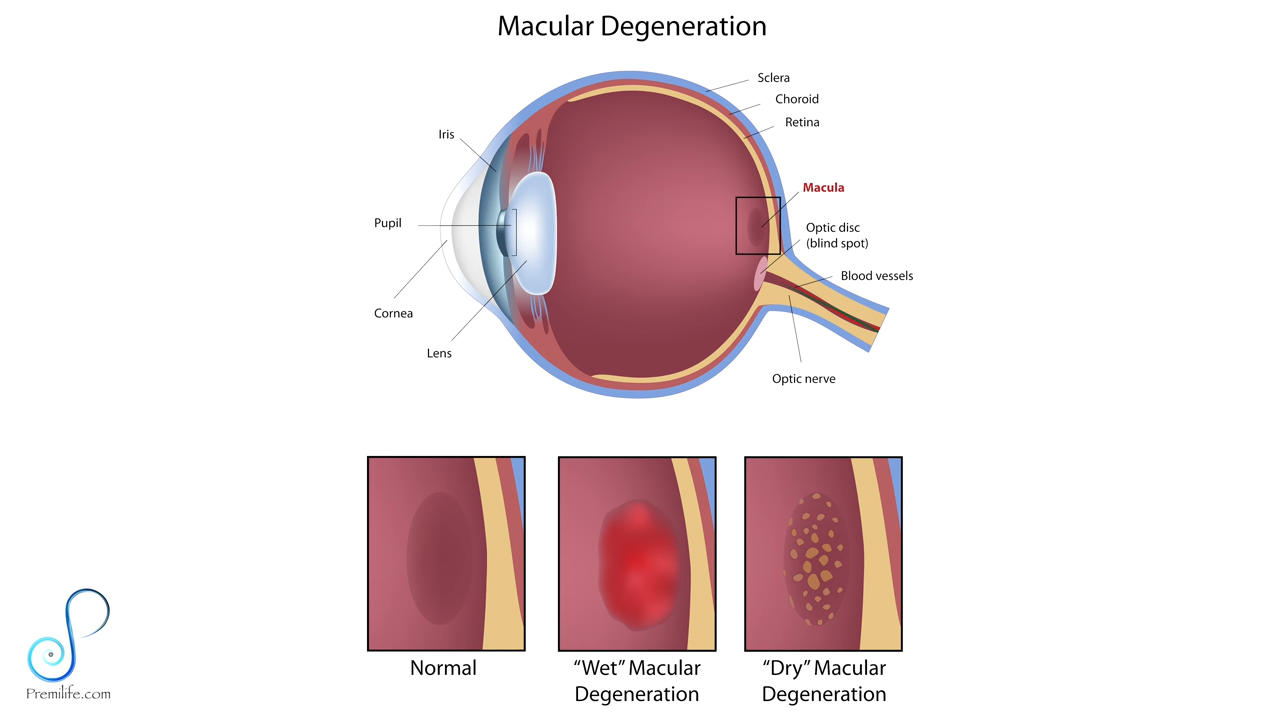 Macular Degeneration
Sclera
Choroid
Retina
Iris
Macula
Pupil
Optic disc
(blind spot)
Blood vessels
Cornea
Lens
Optic nerve
Normal
“Wet” Macular
Degeneration
“Dry” Macular
Degeneration
Premilife.com